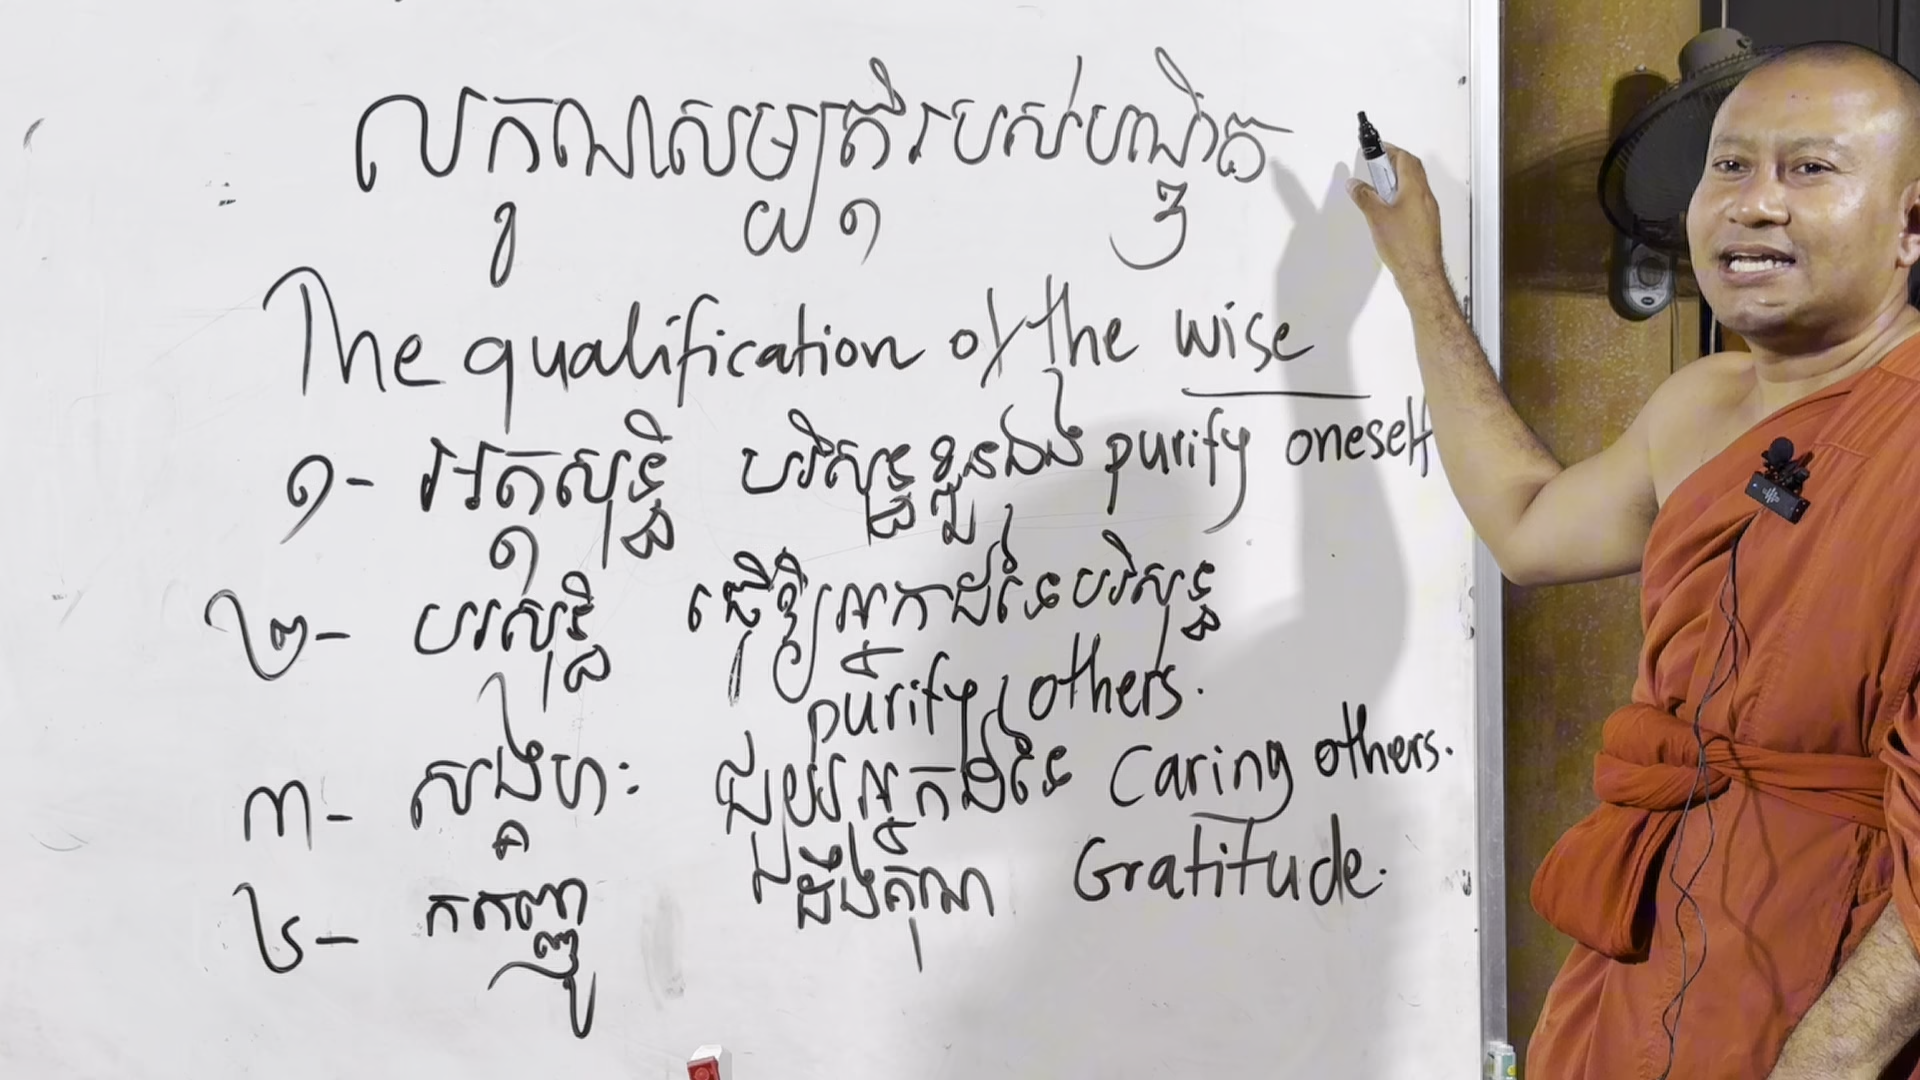 លក្ខណសម្បត្តិរបស់បណ្ឌិត
The qualification of the wise
១- អត្តសុទ្ធិ បរិសុទ្ធខ្លួនឯង purify oneself
២- បរសុទ្ធិ ធ្វើឱ្យអ្នកដទៃបរិសុទ្ធ
purify others.
៣- សង្គហៈ ជួយអ្នកដទៃ Caring others.
៤- កតញ្ញូ ដឹងគុណ Gratitude.